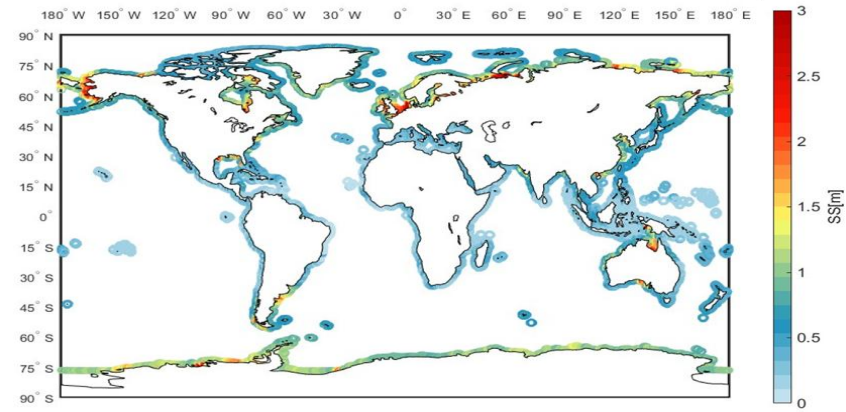 180° W 150° W 120° W 90° W 60° W 30° W 0° 30° E 60° E 90° E 120° E 150° E 180° E
90° N
75° N
60° N
45° N
30° N
15° N
0°
15° S
30° S
45° S
60° S
75° S
90° S
3
2.5
2
1.5
1
0.5
0
SS[m]